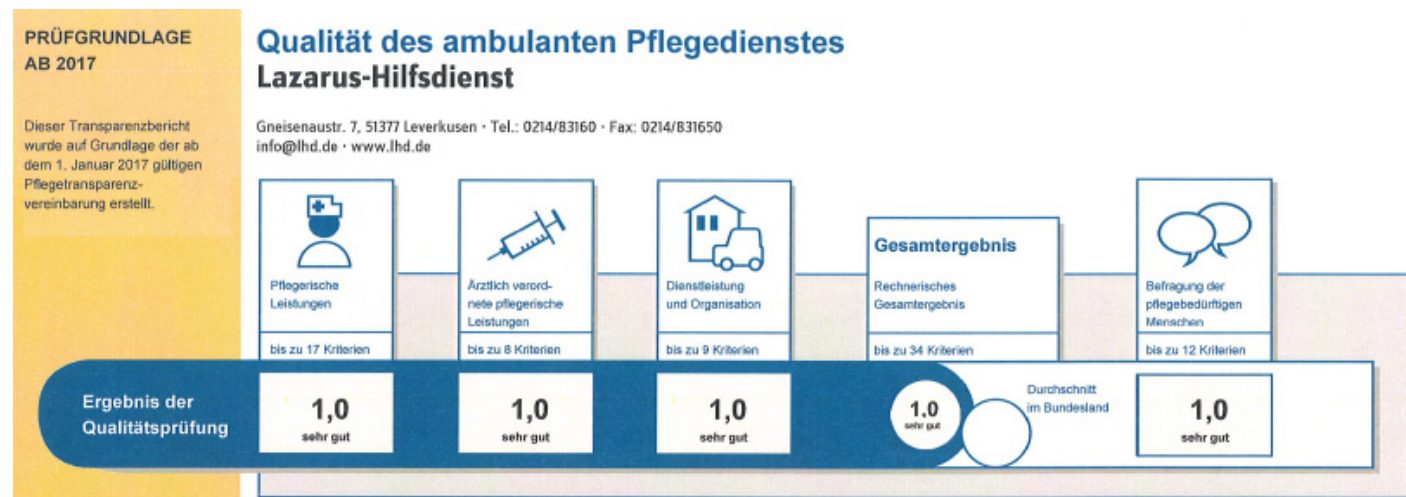 PRÜFGRUNDLAGE
AB 2017
Dieser Transparenzbericht
wurde auf Grundlage der ab
dem 1. Januar 2017 gültigen
Pflegetransparenz-
vereinbarung erstellt.
Qualität des ambulanten Pflegedienstes
Lazarus-Hilfsdienst
Gneisenaustr. 7, 51377 Leverkusen · Tel.: 0214/83160 · Fax: 0214/831650
info@lhd.de · www.lhd.de
Pflegerische
Leistungen
bis zu 17 Kriterien
Ärztlich verord-
nete pflegerische
Leistungen
bis zu 8 Kriterien
Dienstleistung
und Organisation
bis zu 9 Kriterien
Gesamtergebnis
Rechnerisches
Gesamtergebnis
bis zu 34 Kriterien
Befragung der
pflegebedürftigen
Menschen
bis zu 12 Kriterien
Ergebnis der
Qualitätsprüfung
1,0
sehr gut
1,0
sehr gut
1,0
sehr gut
1,0
sehr gut
Durchschnitt
im Bundesland
1,0
sehr gut